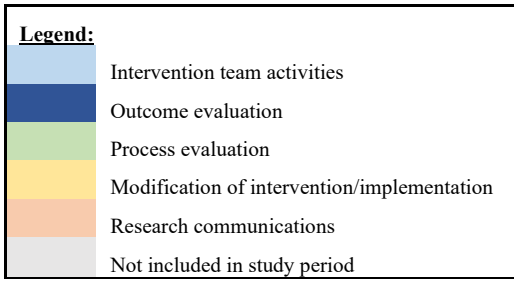 Legend:
Intervention team activities
Outcome evaluation
Process evaluation
Modification of intervention/implementation
Research communications
Not included in study period